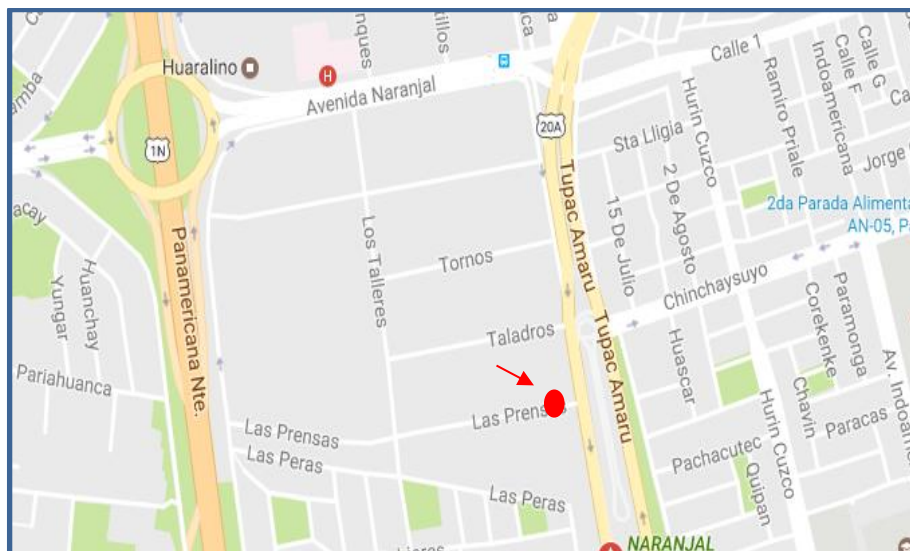 Huaralino
H
Avenida Naranjal
1N
20A
Calle 1
Calle G
Calle F
Indoamericana
Ramiro Priale
Hurin Cuzco
Sta Lligia
2 De Agosto
15 De Julio
Jorge
2da Parada Alimenta
AN-05, P
Tupac Amaru
Chinchaysuyo
Panamericana Nte.
Los Talleres
Tornos
Taladros
Huanchay
Yungar
Pariahuanca
Las Prensas
Las Prensas
Las Peras
Las Peras
Tupac Amaru
Huascar
Corekenke
Paramonga
Av. Indoame
Hurin Cuzco
Chavin
Paracas
Pachacutec
Quipan
NARANJAL